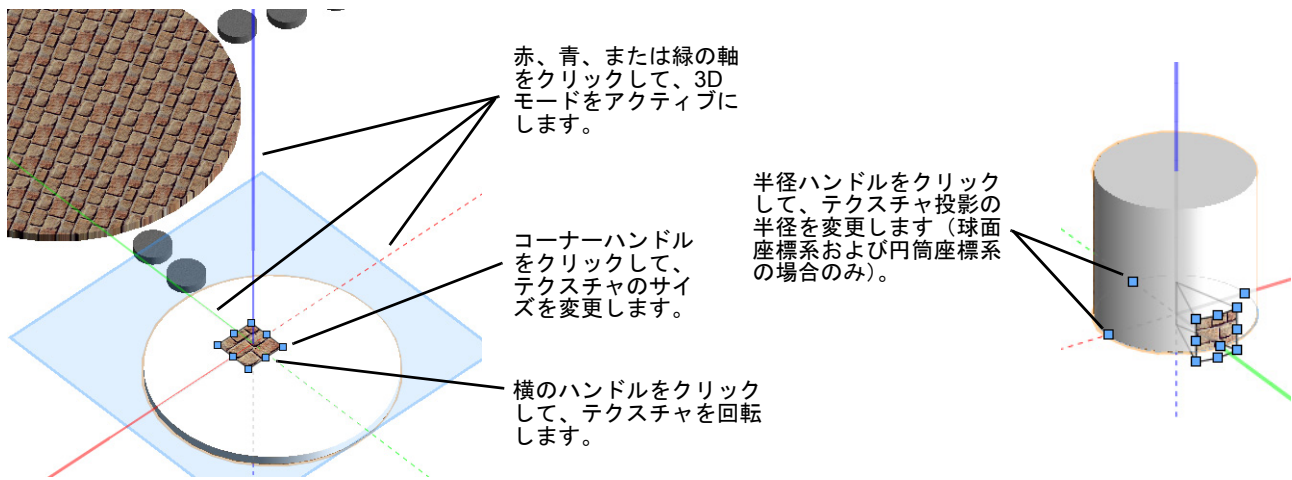 赤、青、または緑の軸
をクリックして、3D
モードをアクティブに
します。
コーナーハンドル
をクリックして、
テクスチャのサイ
ズを変更します。
横のハンドルをクリック
して、テクスチャを回転
します。
半径ハンドルをクリック
して、テクスチャ投影の
半径を変更します（球面
座標系および円筒座標系
の場合のみ）。